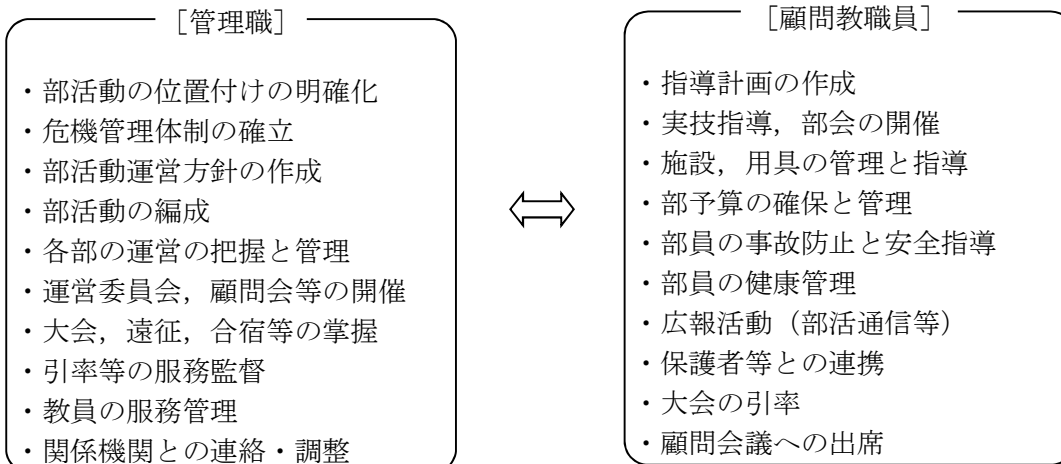 ［管理職］
・部活動の位置付けの明確化
・危機管理体制の確立
・部活動運営方針の作成
・部活動の編成
・各部の運営の把握と管理
・運営委員会，顧問会等の開催
・大会，遠征，合宿等の掌握
・引率等の服務監督
・教員の服務管理
・関係機関との連絡・調整
［顧問教職員］
・指導計画の作成
・実技指導，部会の開催
・施設，用具の管理と指導
・部予算の確保と管理
・部員の事故防止と安全指導
・部員の健康管理
・広報活動（部活通信等）
・保護者等との連携
・大会の引率
・顧問会議への出席